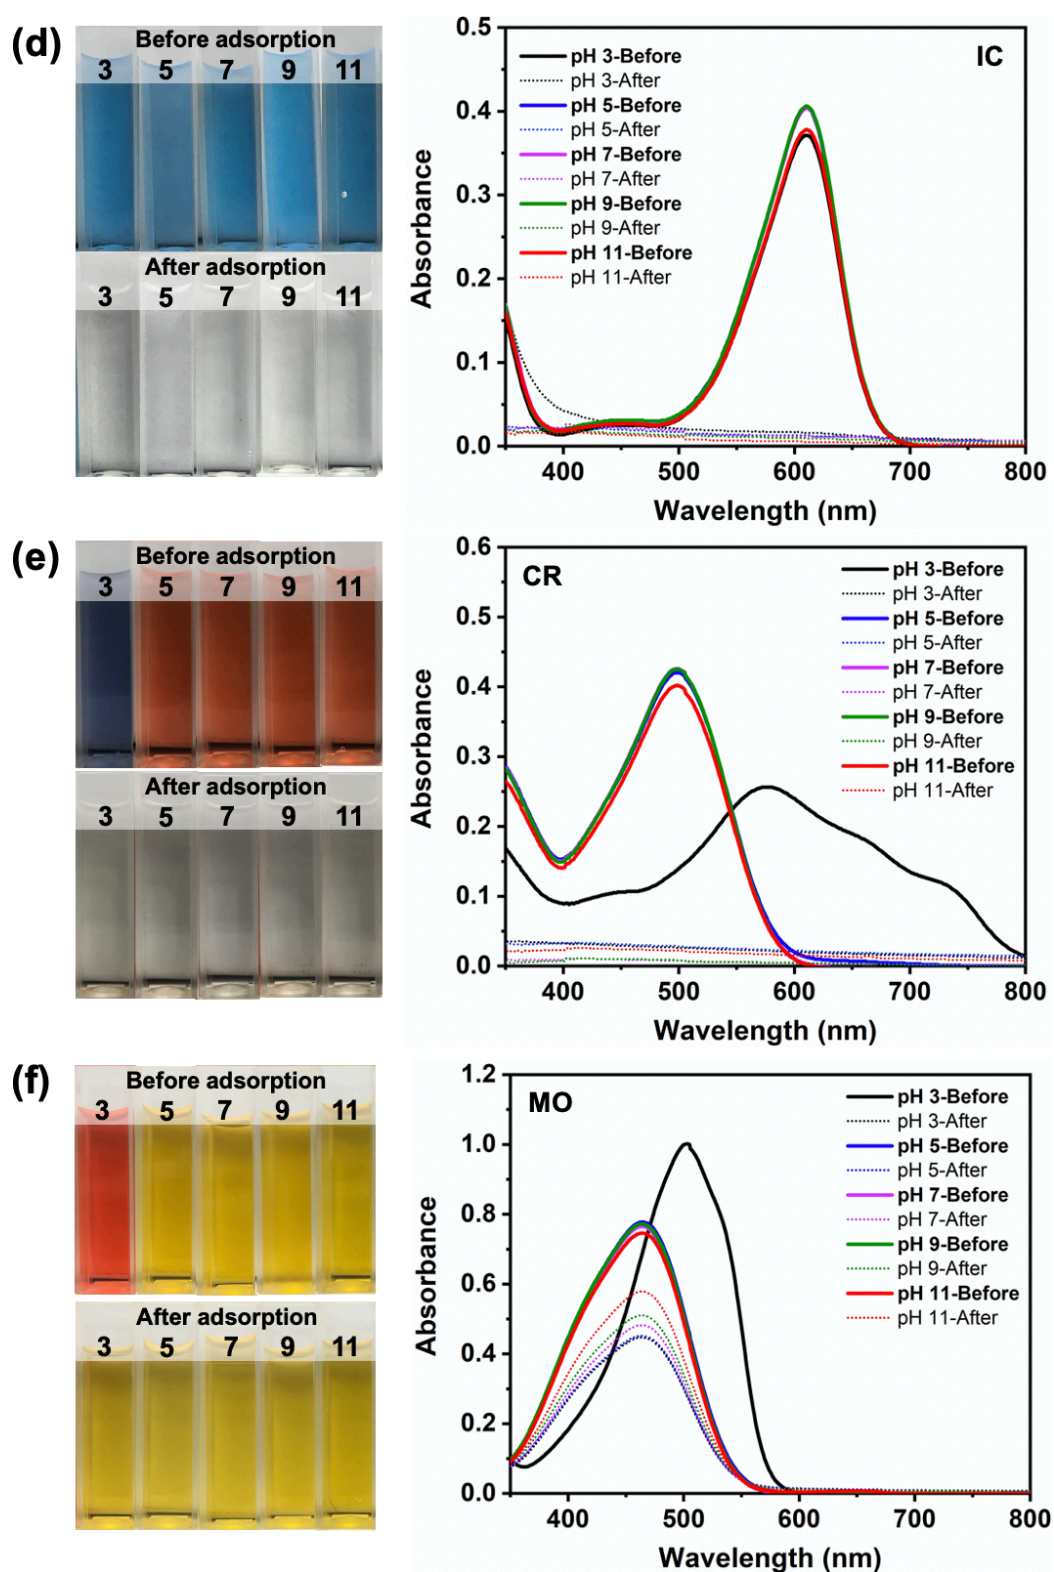 (d)
Before adsorption
3 5 7 9 11
After adsorption
3 5 7 9 11
IC
pH 3-Before
pH 3-After
pH 5-Before
pH 5-After
pH 7-Before
pH 7-After
pH 9-Before
pH 9-After
pH 11-Before
pH 11-After
Absorbance
0.5
0.4
0.3
0.2
0.1
0.0
400 500 600 700 800
Wavelength (nm)
(e)
Before adsorption
3 5 7 9 11
After adsorption
3 5 7 9 11
CR
pH 3-Before
pH 3-After
pH 5-Before
pH 5-After
pH 7-Before
pH 7-After
pH 9-Before
pH 9-After
pH 11-Before
pH 11-After
Absorbance
0.6
0.5
0.4
0.3
0.2
0.1
0.0
400 500 600 700 800
Wavelength (nm)
(f)
Before adsorption
3 5 7 9 11
After adsorption
3 5 7 9 11
MO
pH 3-Before
pH 3-After
pH 5-Before
pH 5-After
pH 7-Before
pH 7-After
pH 9-Before
pH 9-After
pH 11-Before
pH 11-After
Absorbance
1.2
1.0
0.8
0.6
0.4
0.2
0.0
400 500 600 700 800
Wavelength (nm)